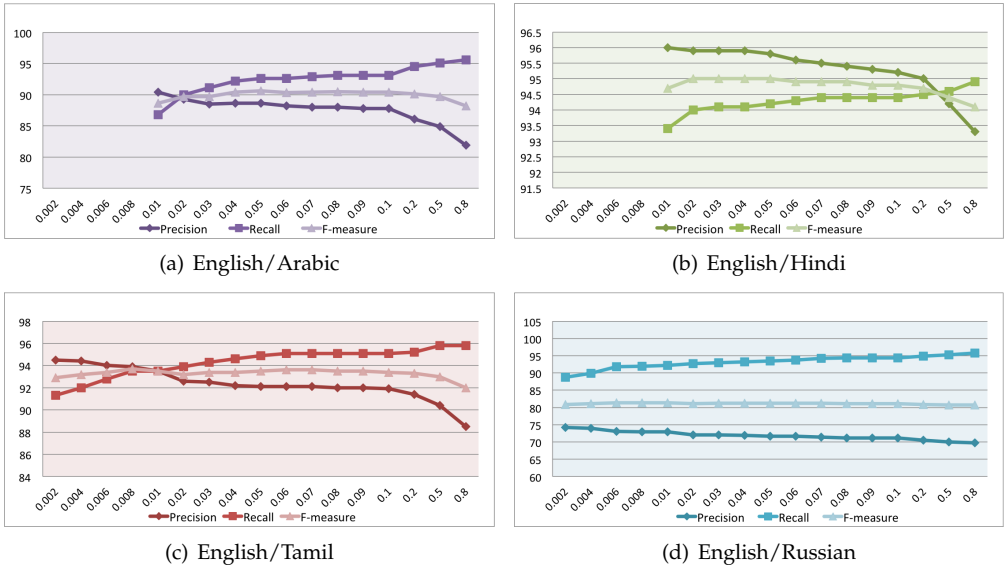 100
95
90
85
80
75
0.002 0.004 0.006 0.008 0.01 0.02 0.03 0.04 0.05 0.06 0.07 0.08 0.09 0.1 0.2 0.5 0.8
Precision Recall F-measure
(a) English/Arabic
96.5
96
95.5
95
94.5
94
93.5
93
92.5
92
91.5
0.002 0.004 0.006 0.008 0.01 0.02 0.03 0.04 0.05 0.06 0.07 0.08 0.09 0.1 0.2 0.5 0.8
Precision Recall F-measure
(b) English/Hindi
98
96
94
92
90
88
86
84
0.002 0.004 0.006 0.008 0.01 0.02 0.03 0.04 0.05 0.06 0.07 0.08 0.09 0.1 0.2 0.5 0.8
Precision Recall F-measure
(c) English/Tamil
105
100
95
90
85
80
75
70
65
60
0.002 0.004 0.006 0.008 0.01 0.02 0.03 0.04 0.05 0.06 0.07 0.08 0.09 0.1 0.2 0.5 0.8
Precision Recall F-measure
(d) English/Russian